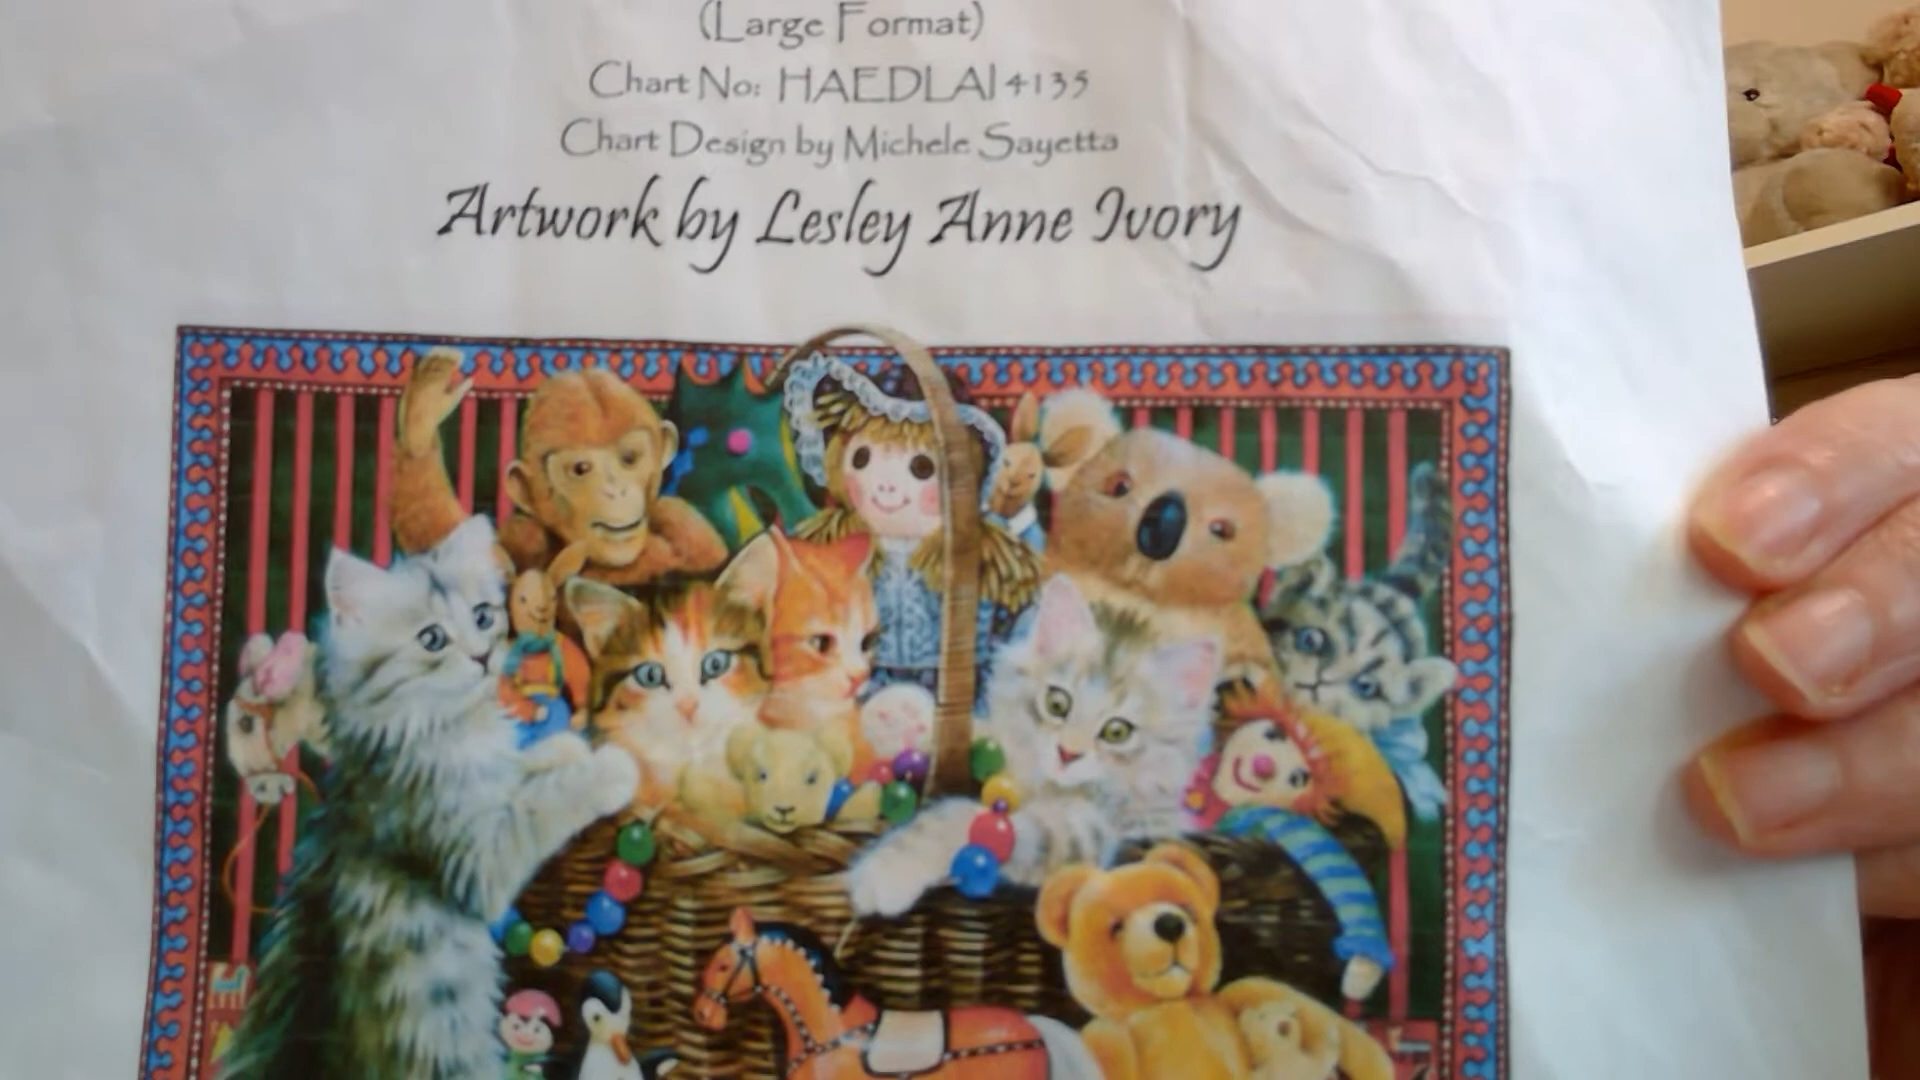 (Large Format)
Chart No: HAEDLAI 4135
Chart Design by Michele Sayetta
Artwork by Lesley Anne Ivory